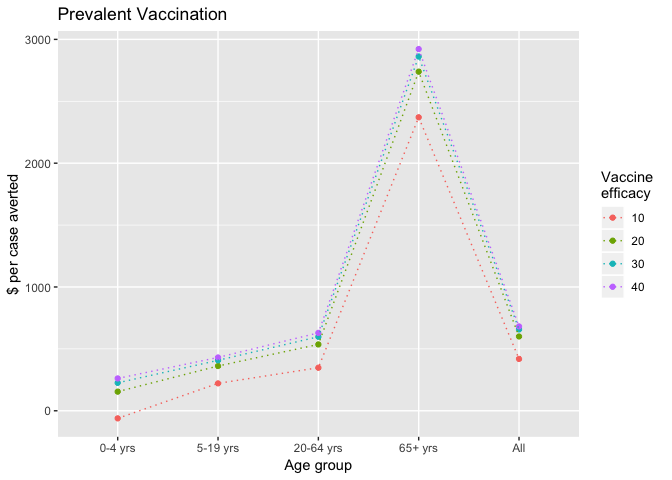 Prevalent Vaccination
3000
2000
1000
0
$ per case averted
0-4 yrs
5-19 yrs
20-64 yrs
65+ yrs
All
Age group
Vaccine
efficacy
10
20
30
40